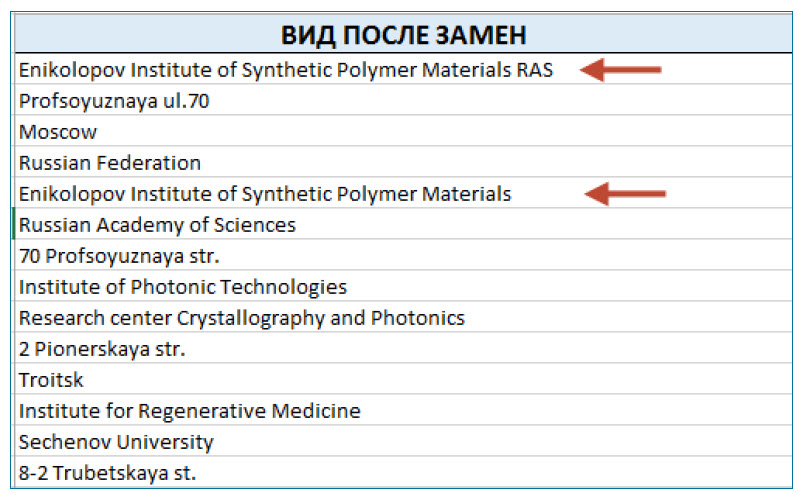 ВИД ПОСЛЕ ЗАМЕН
Enikolopov Institute of Synthetic Polymer Materials RAS
Profsoyuznaya ul.70
Moscow
Russian Federation
Enikolopov Institute of Synthetic Polymer Materials
Russian Academy of Sciences
70 Profsoyuznaya str.
Institute of Photonic Technologies
Research center Crystallography and Photonics
2 Pionerskaya str.
Troitsk
Institute for Regenerative Medicine
Sechenov University
8-2 Trubetskaya st.